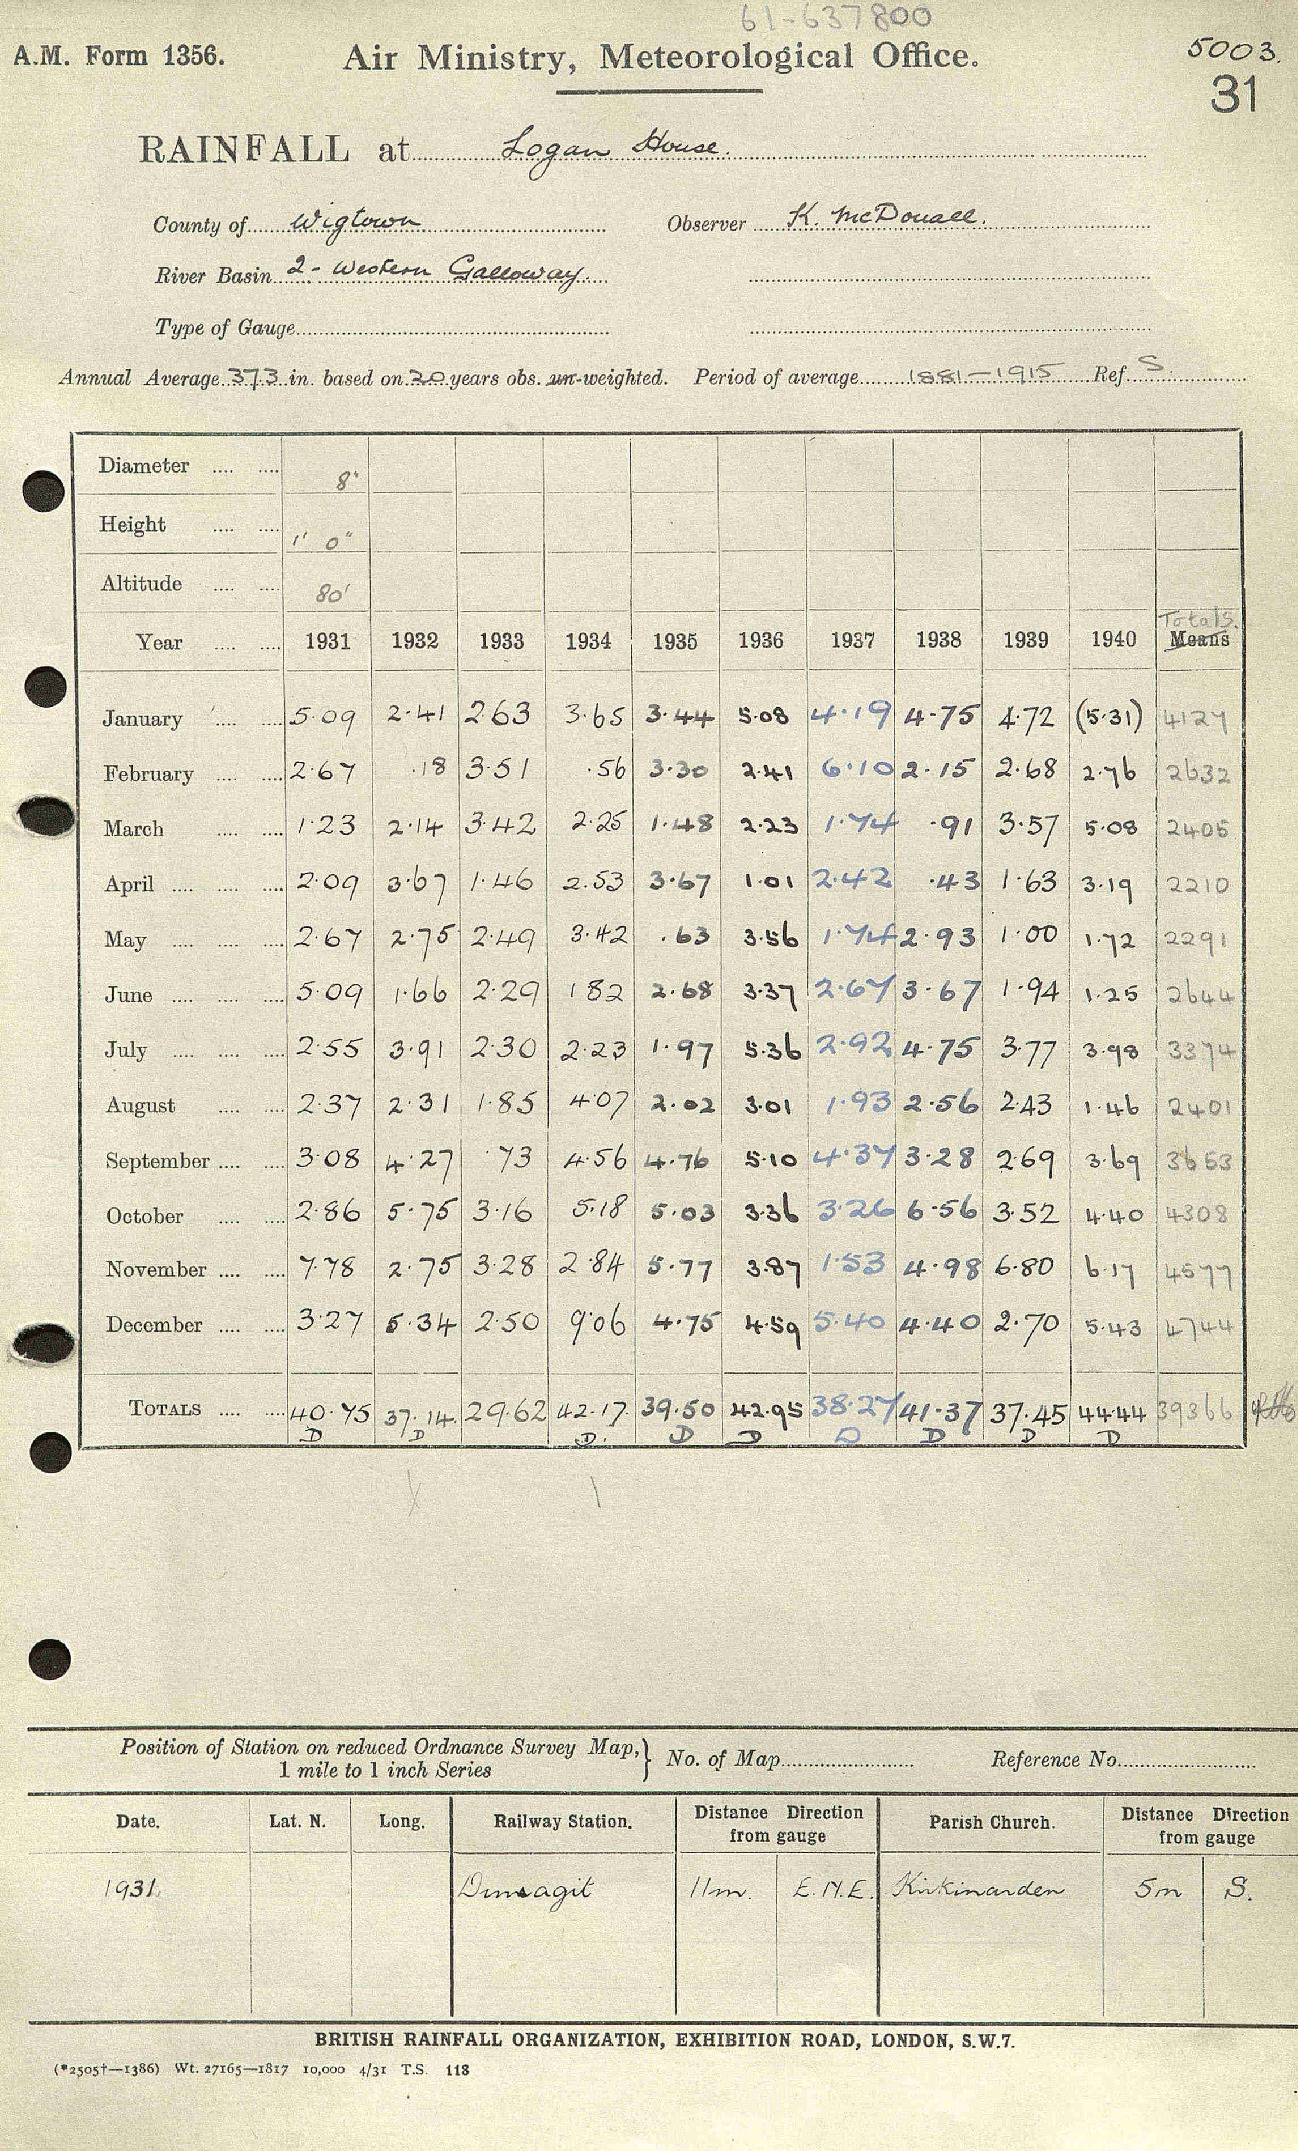 61-637800
A.M. Form 1356. Air Ministry, Meteorological Office. 5003.
31
RAINFALL at Logan House.
County of Wigtown Observer K. McDouall.
River Basin 2- Western Galloway.
Type of Gauge
Annual Average 37.3 in. based on 20 years obs. un-weighted. Period of average 1881-1915 Ref. S
Diameter 8"
Height 1' 0"
Altitude 80'
Totals.
Year 1931 1932 1933 1934 1935 1936 1937 1938 1939 1940 Means
January 5.09 2.41 2.63 3.65 3.44 5.08 4.19 4.75 4.72 (5.31) 4127
February 2.67 .18 3.51 .56 3.30 2.41 6.10 2.15 2.68 2.76 2632
March 1.23 2.14 3.42 2.25 1.48 2.23 1.74 .91 3.57 5.08 2405
April 2.09 3.67 1.46 2.53 3.67 1.01 2.42 .43 1.63 3.19 2210
May 2.67 2.75 2.49 3.42 .63 3.56 1.74 2.93 1.00 1.72 2291
June 5.09 1.66 2.29 1.82 2.68 3.37 2.67 3.67 1.94 1.25 2644
July 2.55 3.91 2.30 2.23 1.97 5.36 2.92 4.75 3.77 3.98 3374
August 2.37 2.31 1.85 4.07 2.02 3.01 1.93 2.56 2.43 1.46 2401
September 3.08 4.27 .73 4.56 4.76 5.10 4.37 3.28 2.69 3.69 3653
October 2.86 5.75 3.16 5.18 5.03 3.36 3.26 6.56 3.52 4.40 4308
November 7.78 2.75 3.28 2.84 5.77 3.87 1.53 4.98 6.80 6.17 4577
December 3.27 5.34 2.50 9.06 4.75 4.59 5.40 4.40 2.70 5.43 4744
TOTALS 40.75 37.14 29.62 42.17 39.50 42.95 38.27 41.37 37.45 44.44 39366
D D D. D D D D D D
Position of Station on reduced Ordnance Survey Map, } No. of Map Reference No.
1 mile to 1 inch Series
Date. Lat. N. Long. Railway Station. Distance Direction from gauge Parish Church. Distance Direction from gauge
1931 Dunragit 11m. E.N.E. Kirkmaiden 5m S.
BRITISH RAINFALL ORGANIZATION, EXHIBITION ROAD, LONDON, S.W.7.
(*2505†—1386) Wt. 27165—1817 10,000 4/31 T.S. 118